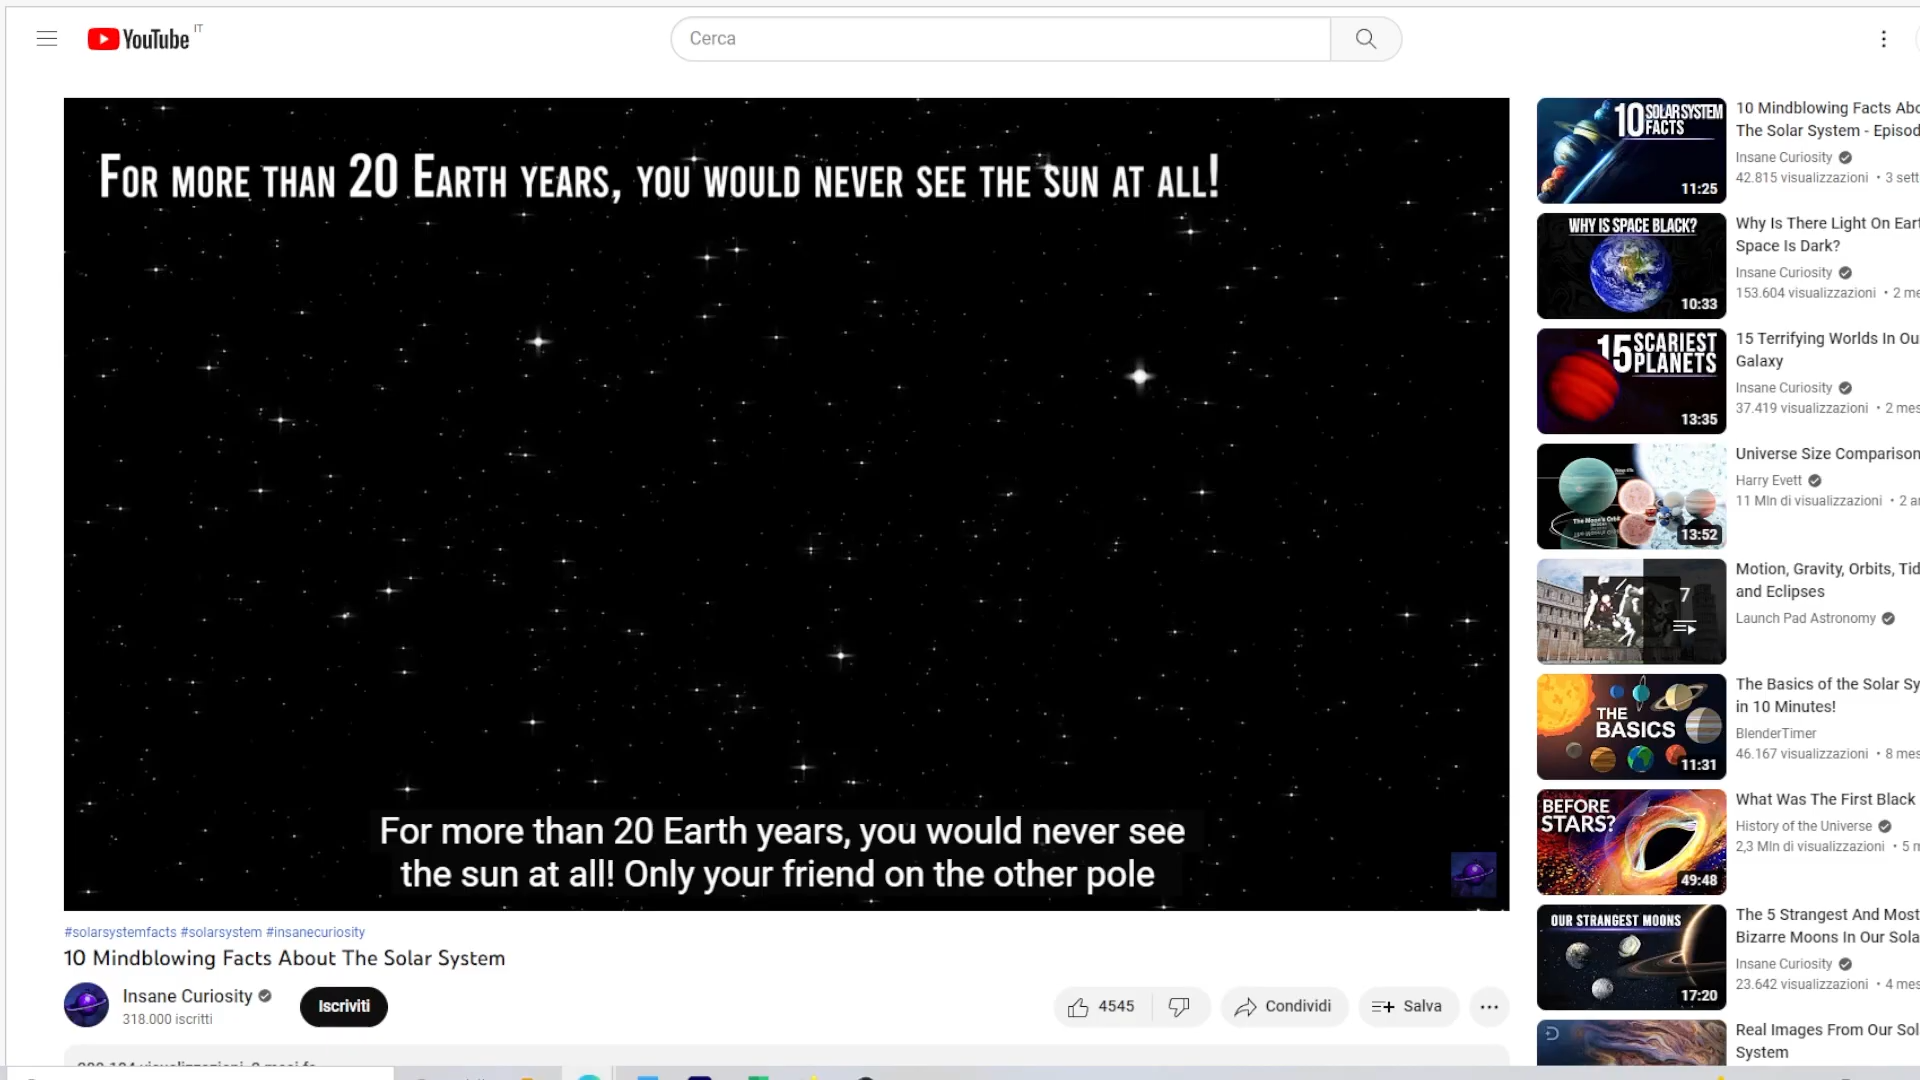 YouTube IT
Cerca
FOR MORE THAN 20 EARTH YEARS, YOU WOULD NEVER SEE THE SUN AT ALL!
For more than 20 Earth years, you would never see
the sun at all! Only your friend on the other pole
#solarsystemfacts #solarsystem #insanecuriosity
10 Mindblowing Facts About The Solar System
Insane Curiosity
318.000 iscritti
Iscriviti
4545
Condividi
Salva
10 SOLAR SYSTEM
FACTS
11:25
10 Mindblowing Facts Abo
The Solar System - Episod
Insane Curiosity
42.815 visualizzazioni • 3 sett
WHY IS SPACE BLACK?
10:33
Why Is There Light On Eart
Space Is Dark?
Insane Curiosity
153.604 visualizzazioni • 2 me
15 SCARIEST
PLANETS
13:35
15 Terrifying Worlds In Ou
Galaxy
Insane Curiosity
37.419 visualizzazioni • 2 mes
The Moon's Orbit
13:52
Universe Size Comparison
Harry Evett
11 Mln di visualizzazioni • 2 an
7
Motion, Gravity, Orbits, Tid
and Eclipses
Launch Pad Astronomy
THE
BASICS
11:31
The Basics of the Solar Sy
in 10 Minutes!
BlenderTimer
46.167 visualizzazioni • 8 mes
BEFORE
STARS?
49:48
What Was The First Black
History of the Universe
2,3 Mln di visualizzazioni • 5 m
OUR STRANGEST MOONS
17:20
The 5 Strangest And Most
Bizarre Moons In Our Sola
Insane Curiosity
23.642 visualizzazioni • 4 mes
Real Images From Our Sol
System